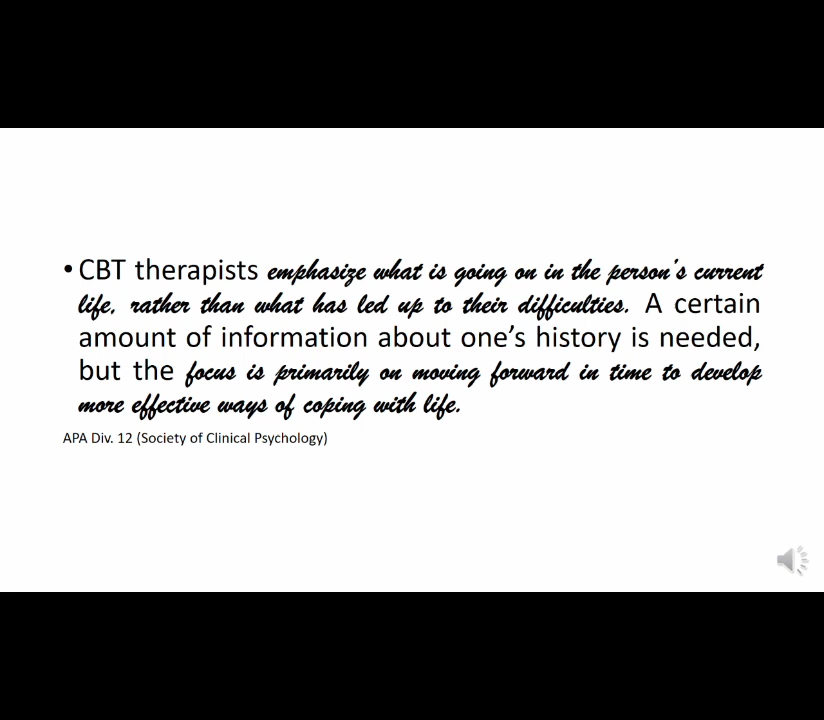 • CBT therapists emphasize what is going on in the person's current
life, rather than what has led up to their difficulties. A certain
amount of information about one's history is needed,
but the focus is primarily on moving forward in time to develop
more effective ways of coping with life.
APA Div. 12 (Society of Clinical Psychology)